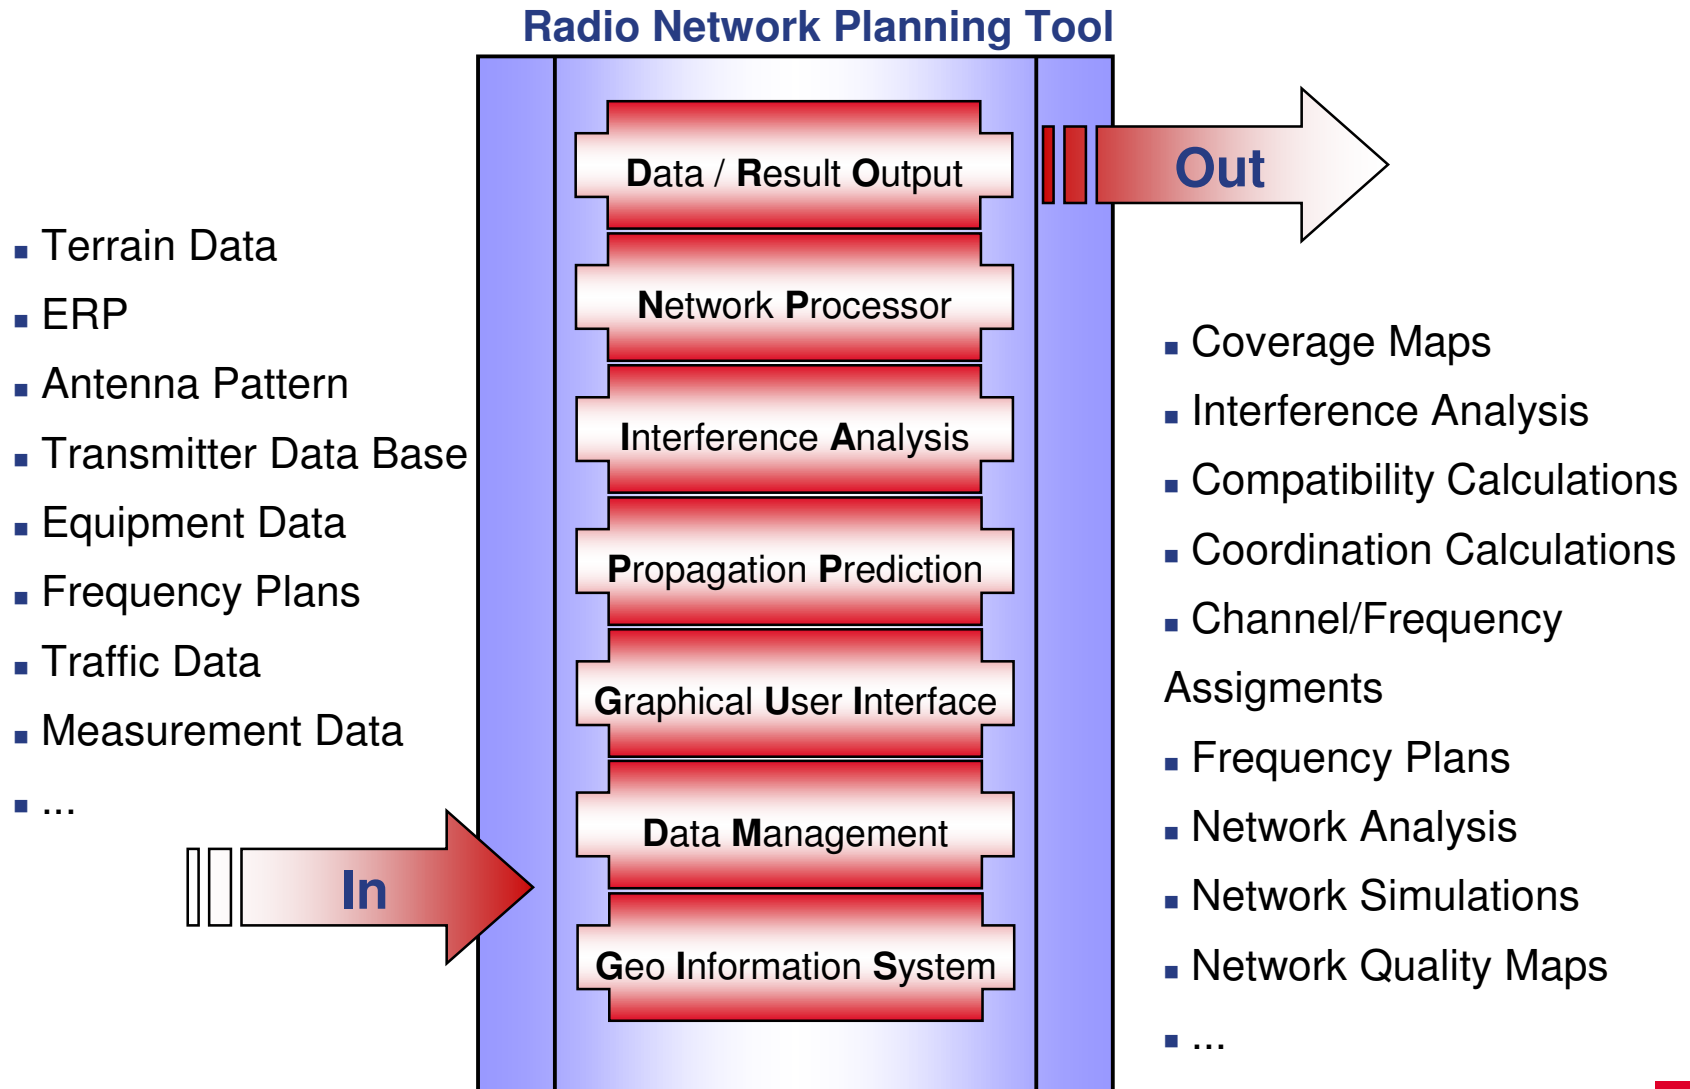 Radio Network Planning Tool
Data / Result Output
Network Processor
Interference Analysis
Propagation Prediction
Graphical User Interface
Data Management
Geo Information System
Out
▪ Terrain Data
▪ ERP
▪ Antenna Pattern
▪ Transmitter Data Base
▪ Equipment Data
▪ Frequency Plans
▪ Traffic Data
▪ Measurement Data
▪ ...
In
▪ Coverage Maps
▪ Interference Analysis
▪ Compatibility Calculations
▪ Coordination Calculations
▪ Channel/Frequency
Assigments
▪ Frequency Plans
▪ Network Analysis
▪ Network Simulations
▪ Network Quality Maps
▪ ...